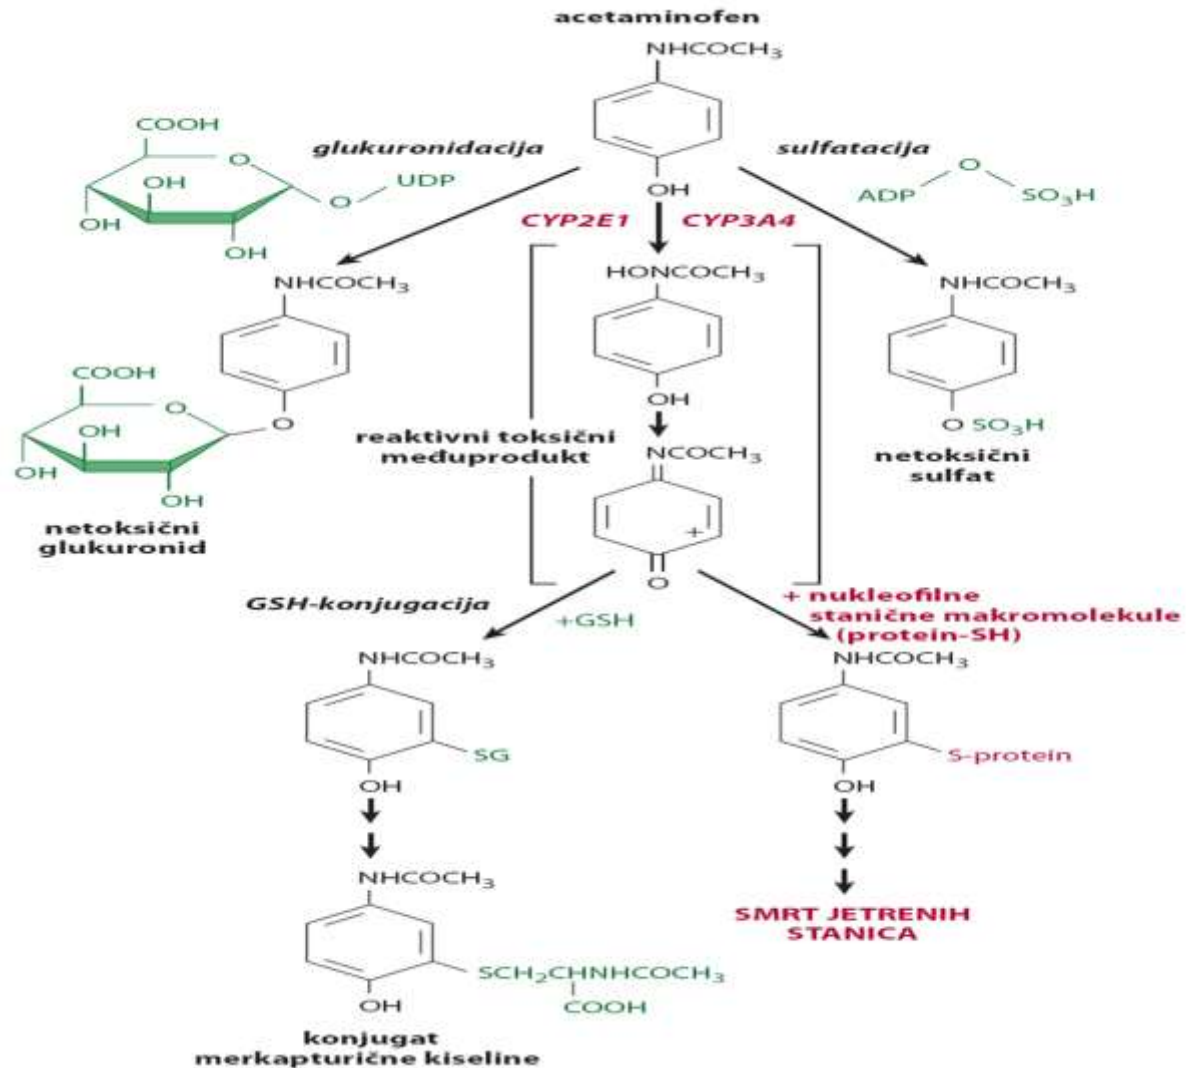 acetaminofen
NHCOCH₃
OH
glukuronidacija
sulfatacija
COOH
O
OH
OH
OH
O
UDP
ADP
O
SO₃H
CYP2E1
CYP3A4
NHCOCH₃
O
COOH
O
OH
OH
OH
netoksični
glukuronid
HONCOCH₃
OH
reaktivni toksični
međuprodukt
NCOCH₃
+
O
NHCOCH₃
O SO₃H
netoksični
sulfat
GSH-konjugacija
+GSH
+ nukleofilne
stanične makromolekule
(protein-SH)
NHCOCH₃
SG
OH
NHCOCH₃
S-protein
OH
NHCOCH₃
SCH₂CHNHCOCH₃
COOH
OH
konjugat
merkapturične kiseline
SMRT JETRENIH
STANICA